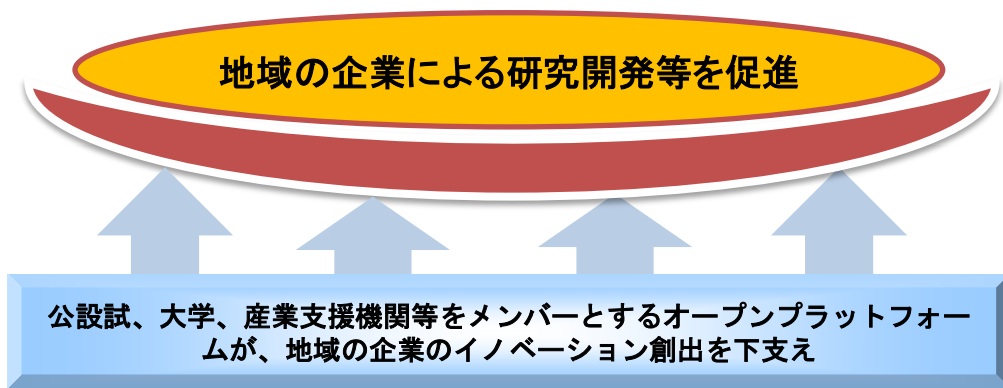 地域の企業による研究開発等を促進
公設試、大学、産業支援機関等をメンバーとするオープンプラットフォー
ムが、地域の企業のイノベーション創出を下支え